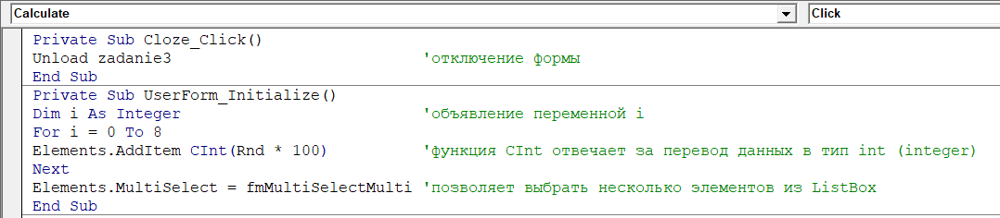 Calculate Click
Private Sub Cloze_Click()
Unload zadanie3 'отключение формы
End Sub
Private Sub UserForm_Initialize()
Dim i As Integer 'объявление переменной i
For i = 0 To 8
Elements.AddItem CInt(Rnd * 100) 'функция CInt отвечает за перевод данных в тип int (integer)
Next
Elements.MultiSelect = fmMultiSelectMulti 'позволяет выбрать несколько элементов из ListBox
End Sub